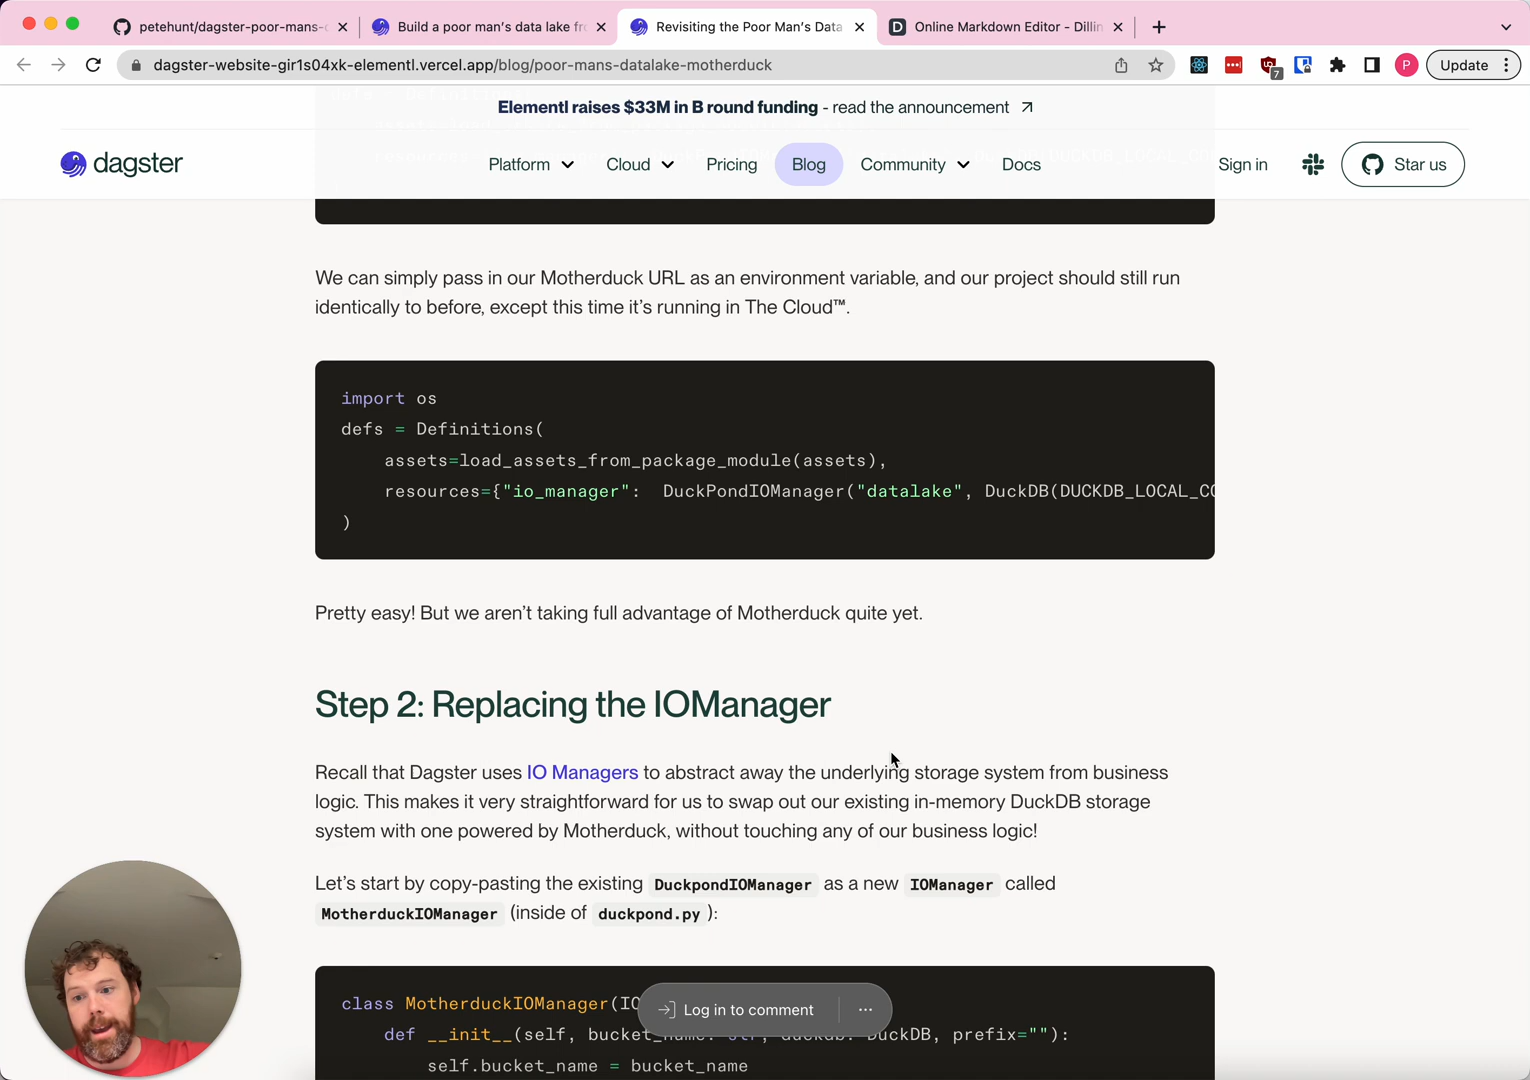 petehunt/dagster-poor-mans-
Build a poor man's data lake fr
Revisiting the Poor Man's Data
Online Markdown Editor - Dillin
dagster-website-gir1s04xk-elementl.vercel.app/blog/poor-mans-datalake-motherduck
7
P
Update
Elementl raises $33M in B round funding - read the announcement
dagster
Platform
Cloud
Pricing
Blog
Community
Docs
Sign in
Star us
We can simply pass in our Motherduck URL as an environment variable, and our project should still run
identically to before, except this time it's running in The Cloud™.
import os
defs = Definitions(
assets=load_assets_from_package_module(assets),
resources={"io_manager": DuckPondIOManager("datalake", DuckDB(DUCKDB_LOCAL_CO
)
Pretty easy! But we aren't taking full advantage of Motherduck quite yet.
Step 2: Replacing the IOManager
Recall that Dagster uses IO Managers to abstract away the underlying storage system from business
logic. This makes it very straightforward for us to swap out our existing in-memory DuckDB storage
system with one powered by Motherduck, without touching any of our business logic!
Let's start by copy-pasting the existing DuckpondIOManager as a new IOManager called
MotherduckIOManager (inside of duckpond.py):
class MotherduckIOManager(IO
Log in to comment
def __init__(self, bucket_name: str, duckdb: DuckDB, prefix=""):
self.bucket_name = bucket_name